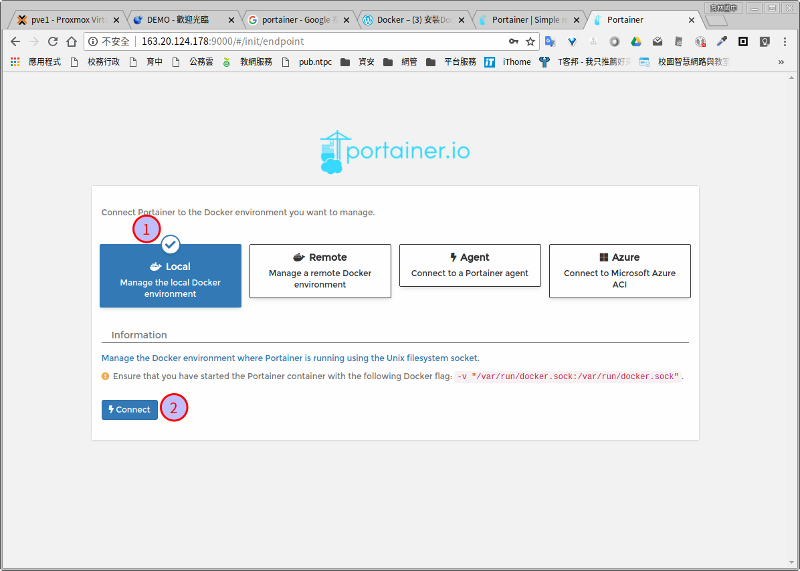 pve1 - Proxmox Virtu
DEMO - 歡迎光臨
portainer - Google
Docker – (3) 安裝Do
Portainer | Simple m
Portainer
不安全 163.20.124.178:9000/#/init/endpoint
應用程式 校務行政 育中 公務雲 教網服務 pub.ntpc 資安 網管 平台服務 iThome T客邦 - 我只推薦好 校園智慧網路與教室 »
portainer.io
Connect Portainer to the Docker environment you want to manage.
1
Local
Manage the local Docker
environment
Remote
Manage a remote Docker
environment
Agent
Connect to a Portainer agent
Azure
Connect to Microsoft Azure
ACI
Information
Manage the Docker environment where Portainer is running using the Unix filesystem socket.
Ensure that you have started the Portainer container with the following Docker flag: -v "/var/run/docker.sock:/var/run/docker.sock".
Connect
2